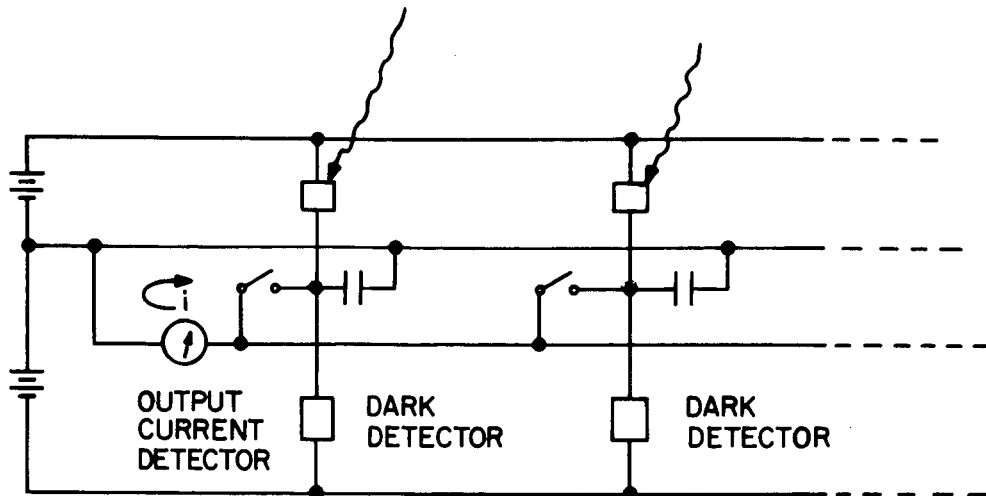 i
OUTPUT
CURRENT
DETECTOR
DARK
DETECTOR
DARK
DETECTOR